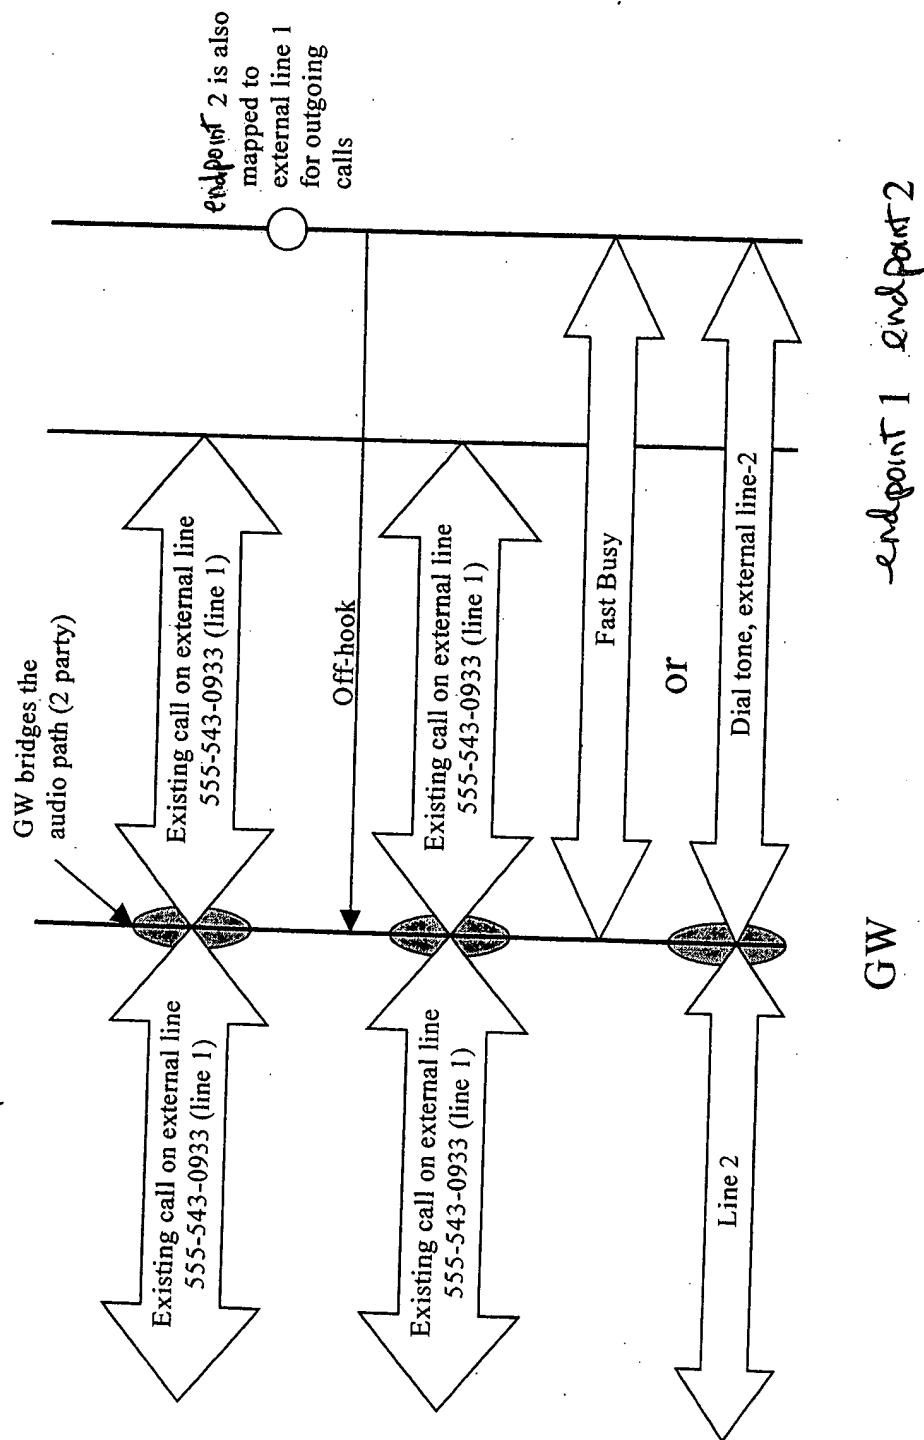 GW bridges the
audio path (2 party)
endpoint 2 is also
mapped to
external line 1
for outgoing
calls
Existing call on external line
555-543-0933 (line 1)
Existing call on external line
555-543-0933 (line 1)
Off-hook
Existing call on external line
555-543-0933 (line 1)
Existing call on external line
555-543-0933 (line 1)
Fast Busy
or
Line 2
Dial tone, external line-2
GW
endpoint 1
endpoint 2